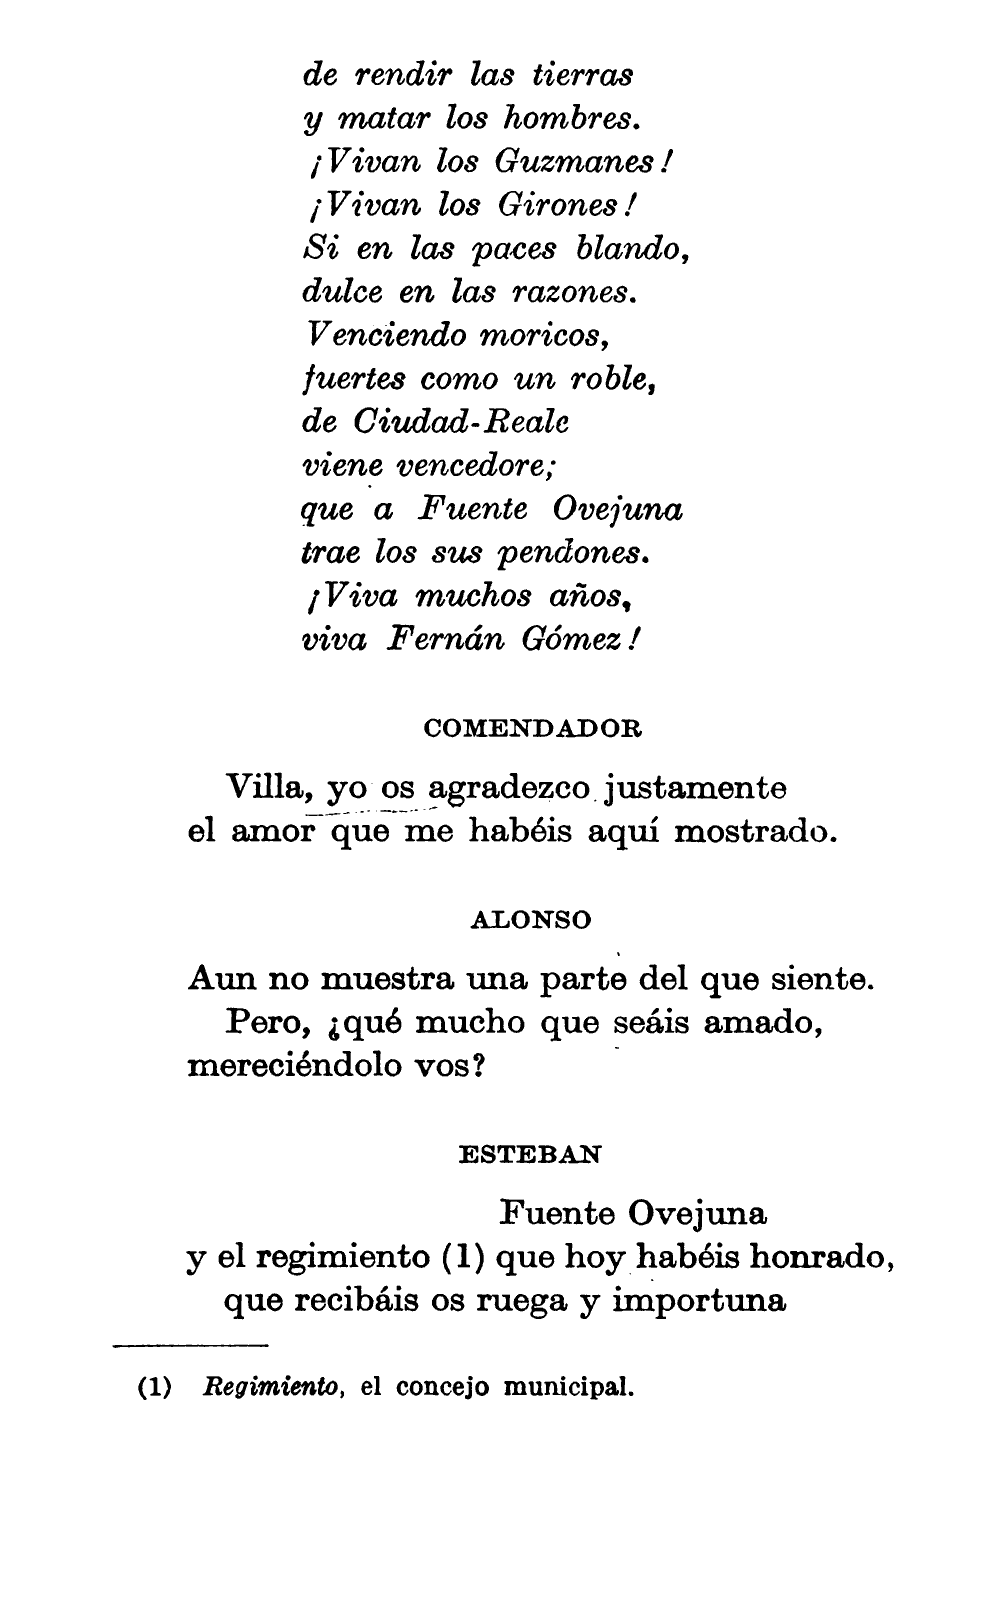 de rendir las tierras
y matar los hombres.
¡Vivan los Guzmanes!
¡Vivan los Girones!
Si en las paces blando,
dulce en las razones.
Venciendo moricos,
fuertes como un roble,
de Ciudad-Reale
viene vencedore;
que a Fuente Ovejuna
trae los sus pendones.
¡Viva muchos años,
viva Fernán Gómez!
COMENDADOR
Villa, yo os agradezco justamente
el amor que me habéis aquí mostrado.
ALONSO
Aun no muestra una parte del que siente.
Pero, ¿qué mucho que seáis amado,
mereciéndolo vos?
ESTEBAN
Fuente Ovejuna
y el regimiento (1) que hoy habéis honrado,
que recibáis os ruega y importuna
(1) Regimiento, el concejo municipal.